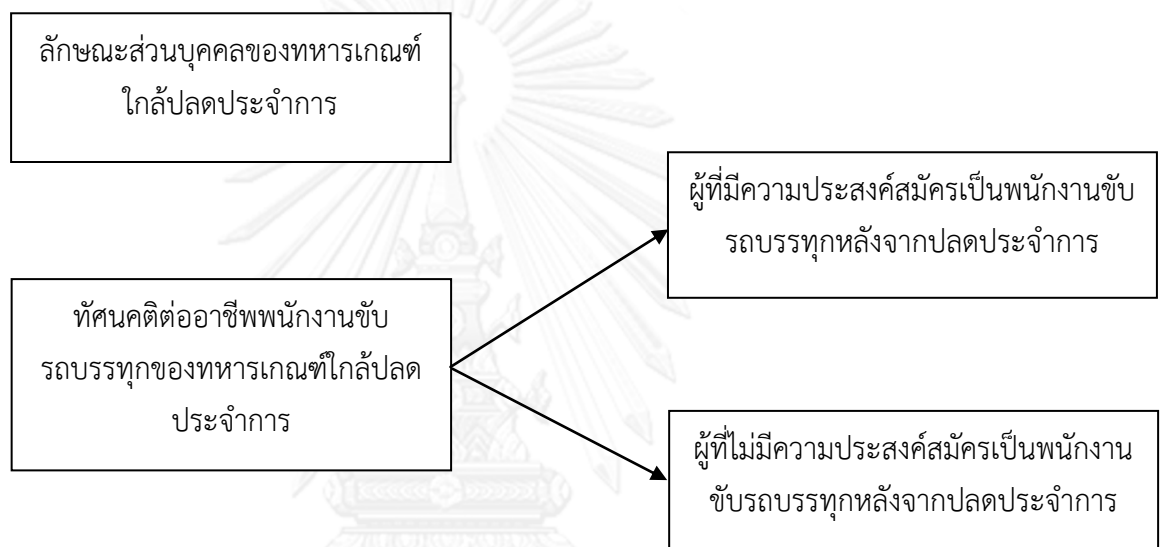 ลักษณะส่วนบุคคลของทหารเกณฑ์
ใกล้ปลดประจำการ
ผู้ที่มีความประสงค์สมัครเป็นพนักงานขับ
รถบรรทุกหลังจากปลดประจำการ
ทัศนคติต่ออาชีพพนักงานขับ
รถบรรทุกของทหารเกณฑ์ใกล้ปลด
ประจำการ
ผู้ที่ไม่มีความประสงค์สมัครเป็นพนักงาน
ขับรถบรรทุกหลังจากปลดประจำการ